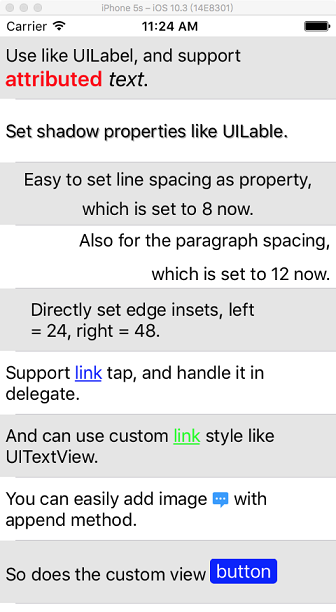 iPhone 5s – iOS 10.3 (14E8301)
Carrier 11:24 AM
Use like UILabel, and support
attributed text.
Set shadow properties like UILable.
Easy to set line spacing as property,
which is set to 8 now.
Also for the paragraph spacing,
which is set to 12 now.
Directly set edge insets, left
= 24, right = 48.
Support link tap, and handle it in
delegate.
And can use custom link style like
UITextView.
You can easily add image with
append method.
So does the custom view button